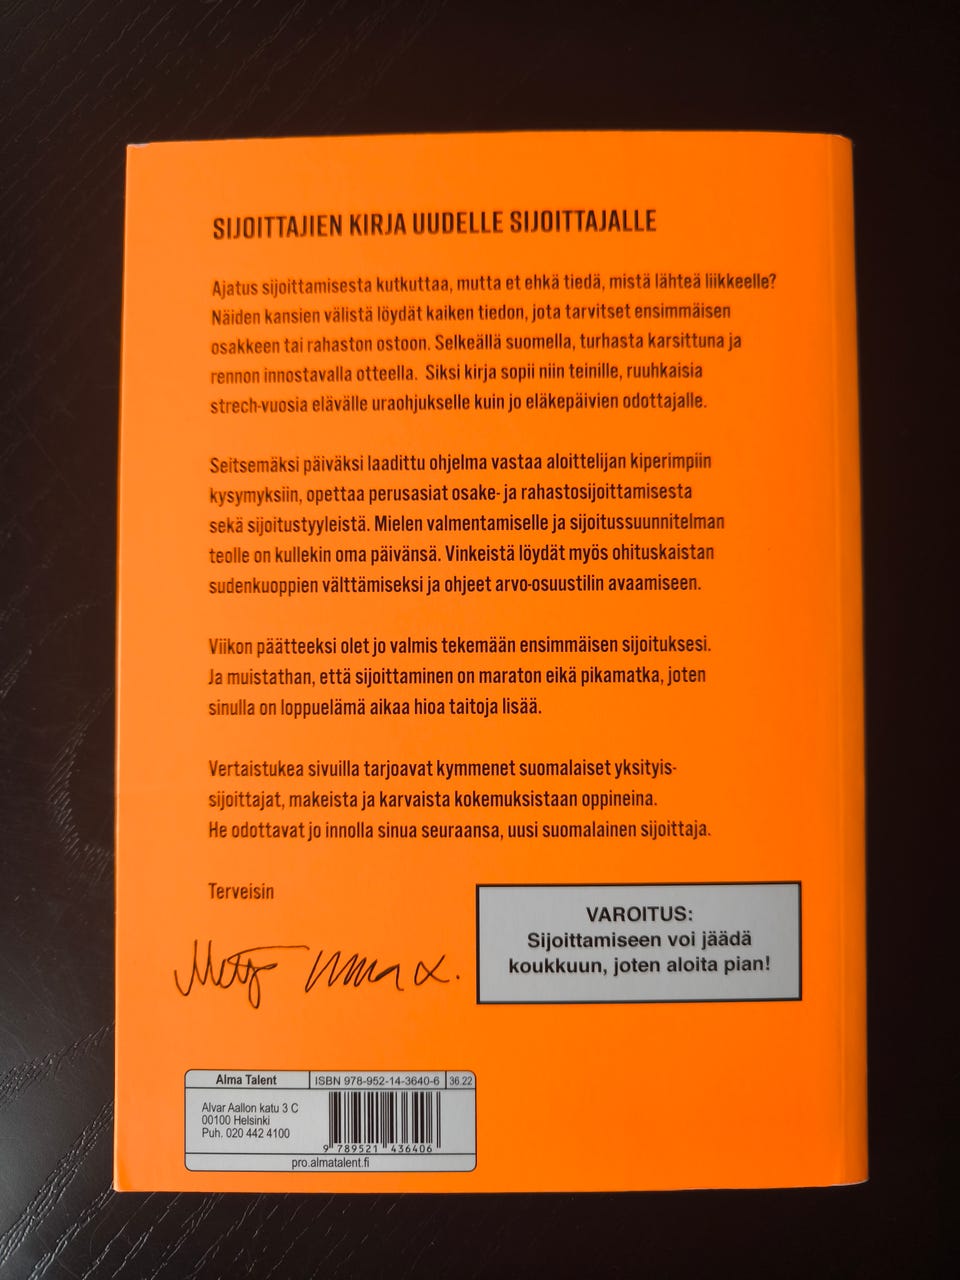 SIJOITTAJIEN KIRJA UUDELLE SIJOITTAJALLE
Ajatus sijoittamisesta kutkuttaa, mutta et ehkä tiedä, mistä lähteä liikkeelle?
Näiden kansien välistä löydät kaiken tiedon, jota tarvitset ensimmäisen
osakkeen tai rahaston ostoon. Selkeällä suomella, turhasta karsittuna ja
rennon innostavalla otteella. Siksi kirja sopii niin teinille, ruuhkaisia
strech-vuosia elävälle uraohjukselle kuin jo eläkepäivien odottajalle.
Seitsemäksi päiväksi laadittu ohjelma vastaa aloittelijan kiperimpiin
kysymyksiin, opettaa perusasiat osake- ja rahastosijoittamisesta
sekä sijoitustyyleistä. Mielen valmentamiselle ja sijoitussuunnitelman
teolle on kullekin oma päivänsä. Vinkeistä löydät myös ohituskaistan
sudenkuoppien välttämiseksi ja ohjeet arvo-osuustilin avaamiseen.
Viikon päätteeksi olet jo valmis tekemään ensimmäisen sijoituksesi.
Ja muistathan, että sijoittaminen on maraton eikä pikamatka, joten
sinulla on loppuelämä aikaa hioa taitoja lisää.
Vertaistukea sivuilla tarjoavat kymmenet suomalaiset yksityis-
sijoittajat, makeista ja karvaista kokemuksistaan oppineina.
He odottavat jo innolla sinua seuraansa, uusi suomalainen sijoittaja.
Terveisin
VAROITUS:
Sijoittamiseen voi jäädä
koukkuun, joten aloita pian!
Alma Talent ISBN 978-952-14-3640-6 36.22
Alvar Aallon katu 3 C
00100 Helsinki
Puh. 020 442 4100
9 789521 436406
pro.almatalent.fi